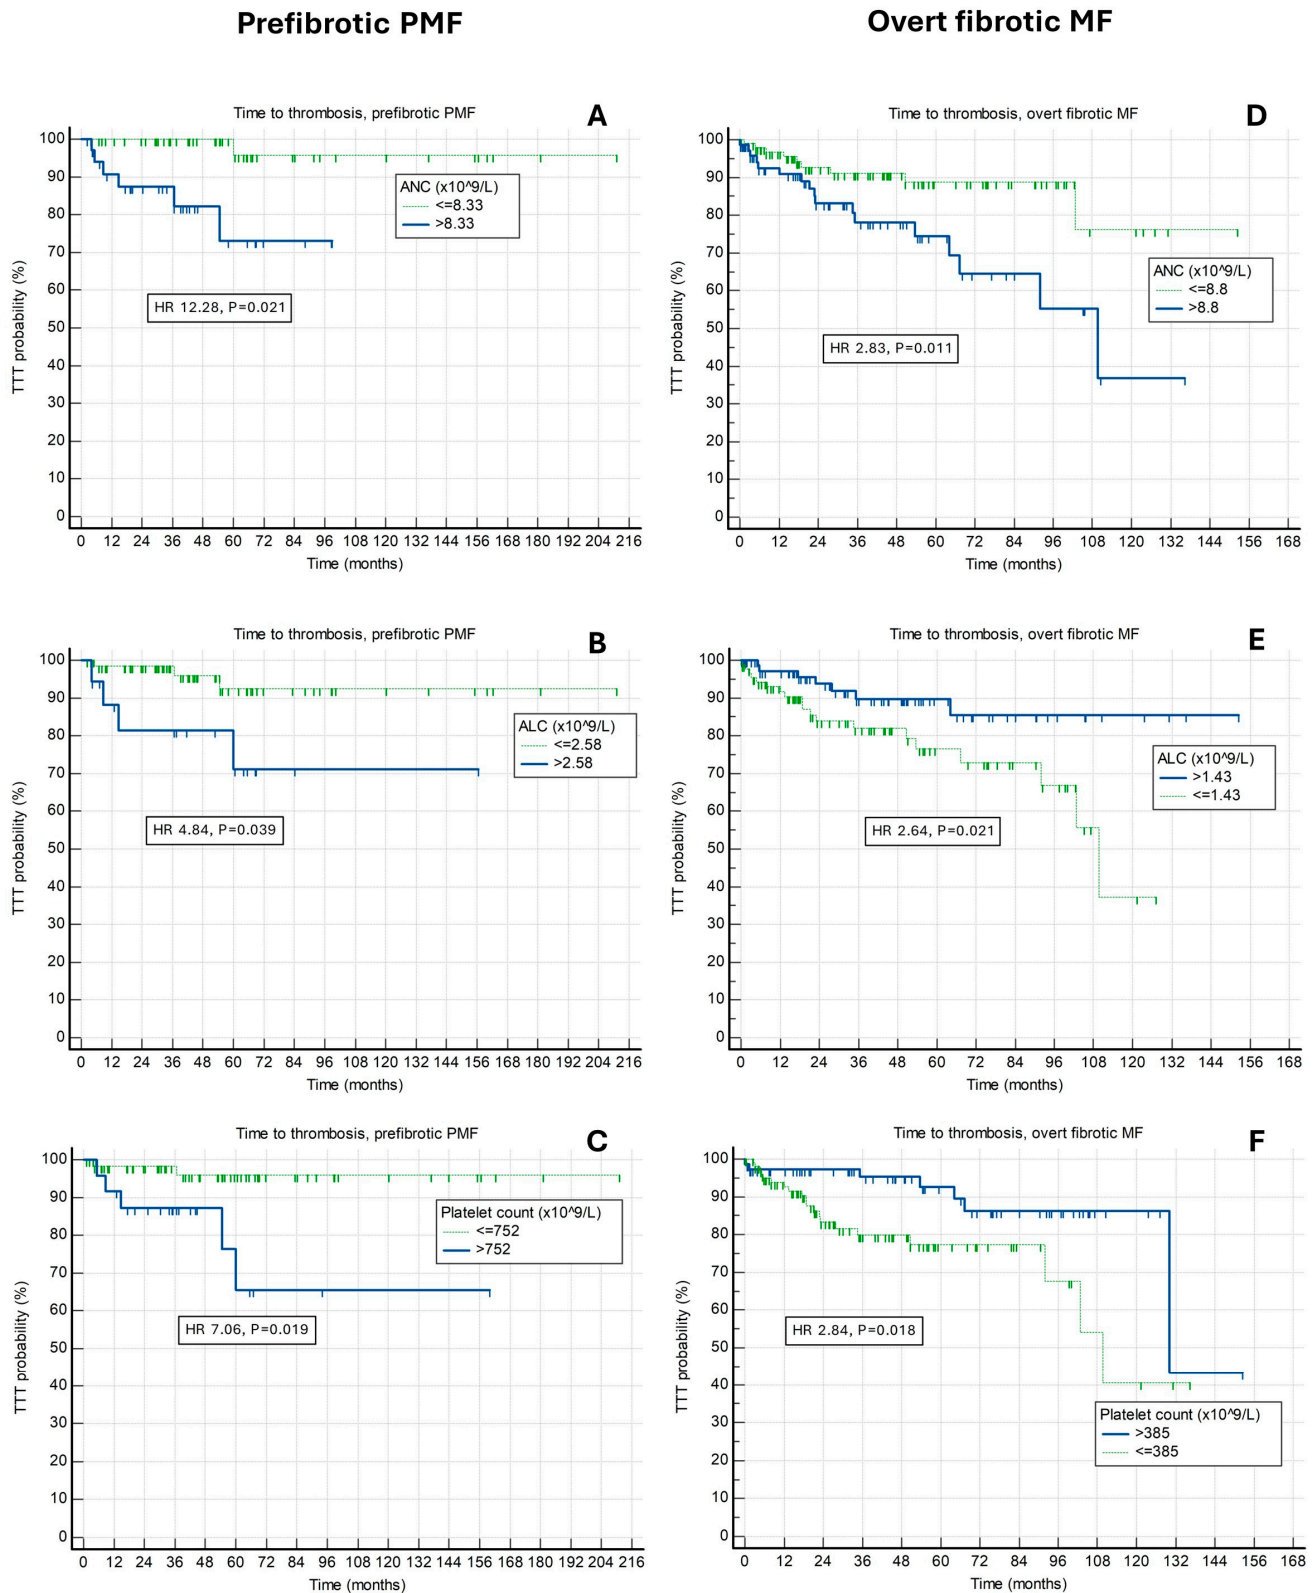 Prefibrotic PMF
Overt fibrotic MF
Time to thrombosis, prefibrotic PMF
A
TTT probability (%)
100
90
80
70
60
50
40
30
20
10
0
ANC (x10^9/L)
<=8.33
>8.33
HR 12.28, P=0.021
0 12 24 36 48 60 72 84 96 108 120 132 144 156 168 180 192 204 216
Time (months)
Time to thrombosis, overt fibrotic MF
D
TTT probability (%)
100
90
80
70
60
50
40
30
20
10
0
ANC (x10^9/L)
<=8.8
>8.8
HR 2.83, P=0.011
0 12 24 36 48 60 72 84 96 108 120 132 144 156 168
Time (months)
Time to thrombosis, prefibrotic PMF
B
TTT probability (%)
100
90
80
70
60
50
40
30
20
10
0
ALC (x10^9/L)
<=2.58
>2.58
HR 4.84, P=0.039
0 12 24 36 48 60 72 84 96 108 120 132 144 156 168 180 192 204 216
Time (months)
Time to thrombosis, overt fibrotic MF
E
TTT probability (%)
100
90
80
70
60
50
40
30
20
10
0
ALC (x10^9/L)
>1.43
<=1.43
HR 2.64, P=0.021
0 12 24 36 48 60 72 84 96 108 120 132 144 156 168
Time (months)
Time to thrombosis, prefibrotic PMF
C
TTT probability (%)
100
90
80
70
60
50
40
30
20
10
0
Platelet count (x10^9/L)
<=752
>752
HR 7.06, P=0.019
0 12 24 36 48 60 72 84 96 108 120 132 144 156 168 180 192 204 216
Time (months)
Time to thrombosis, overt fibrotic MF
F
TTT probability (%)
100
90
80
70
60
50
40
30
20
10
0
HR 2.84, P=0.018
Platelet count (x10^9/L)
>385
<=385
0 12 24 36 48 60 72 84 96 108 120 132 144 156 168
Time (months)